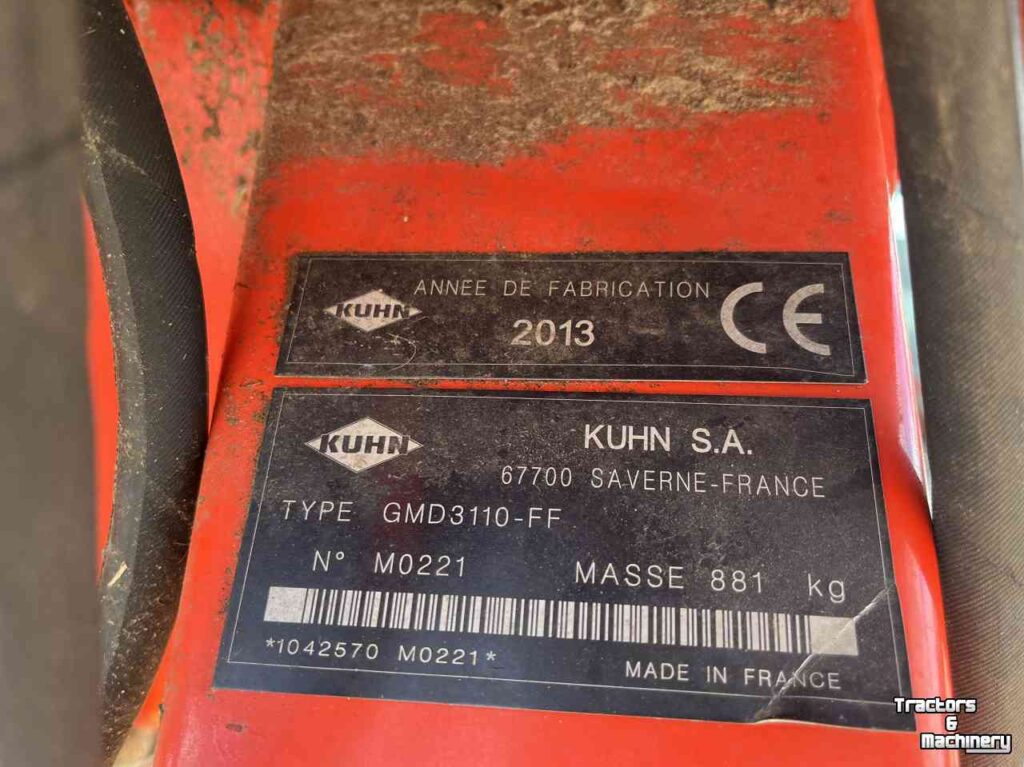 KUHN
ANNEE DE FABRICATION
2013
CE
KUHN
KUHN S.A.
67700 SAVERNE-FRANCE
TYPE GMD3110-FF
N° M0221 MASSE 881 kg
*1042570 M0221*
MADE IN FRANCE
Tractors
&
Machinery